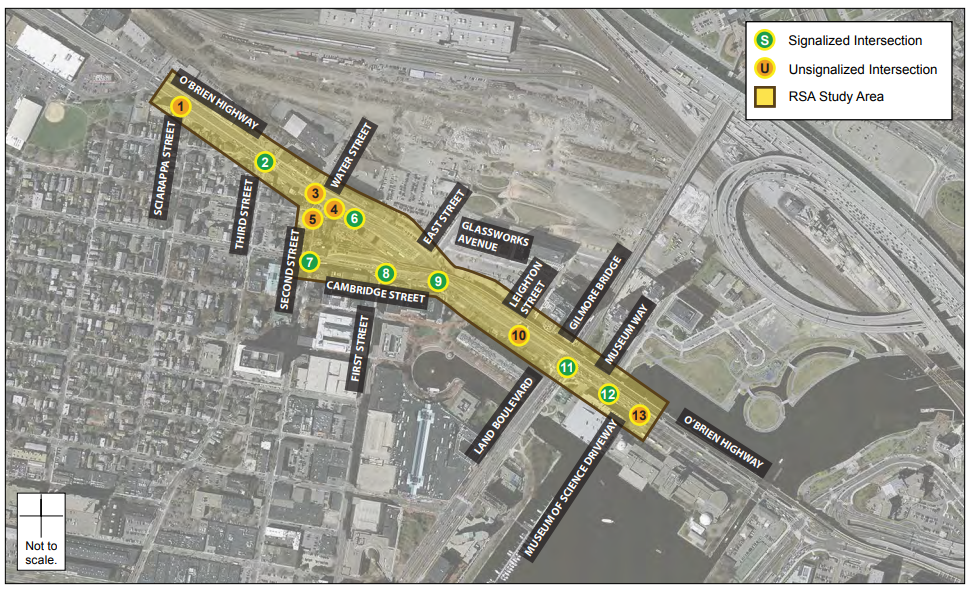 S Signalized Intersection
U Unsignalized Intersection
RSA Study Area
O'BRIEN HIGHWAY
1
SCIARAPPA STREET
2
THIRD STREET
WATER STREET
3
4
5
6
SECOND STREET
7
8
9
CAMBRIDGE STREET
FIRST STREET
EAST STREET
GLASSWORKS
AVENUE
LEIGHTON
STREET
GILMORE BRIDGE
MUSEUM WAY
10
11
12
13
LAND BOULEVARD
MUSEUM OF SCIENCE DRIVEWAY
O'BRIEN HIGHWAY
Not to
scale.